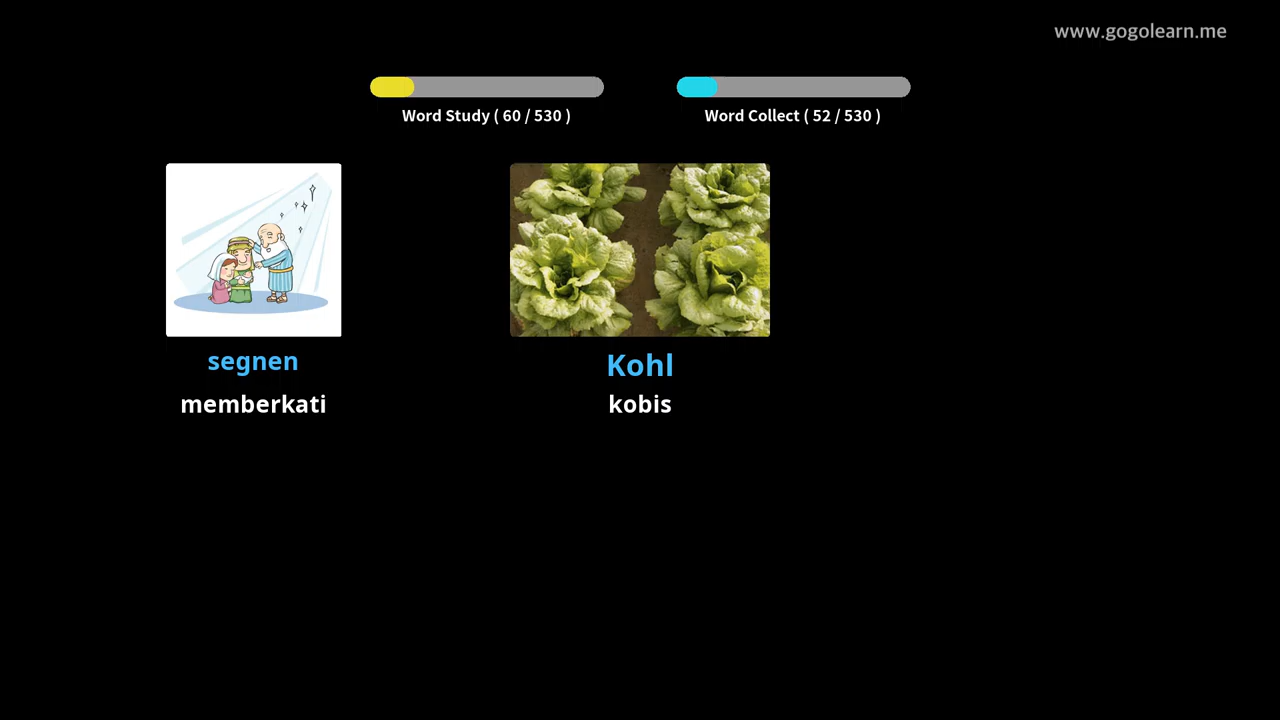 www.gogolearn.me
Word Study ( 60 / 530 )
Word Collect ( 52 / 530 )
segnen
memberkati
Kohl
kobis